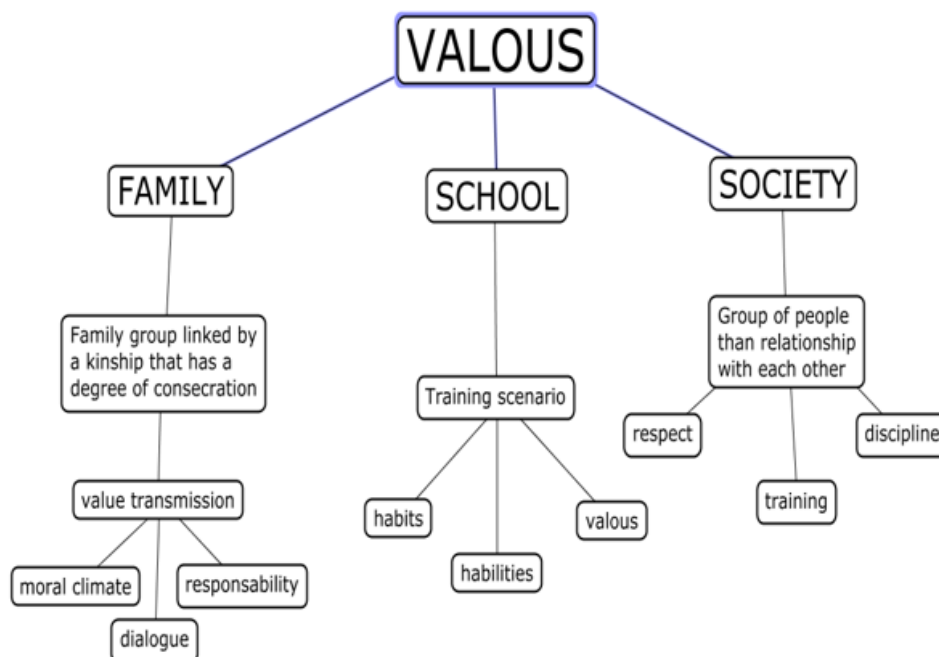 VALOUS
FAMILY
SCHOOL
SOCIETY
Family group linked by
a kinship that has a
degree of consecration
Training scenario
Group of people
than relationship
with each other
value transmission
moral climate
dialogue
responsability
habits
habilities
valous
respect
training
discipline